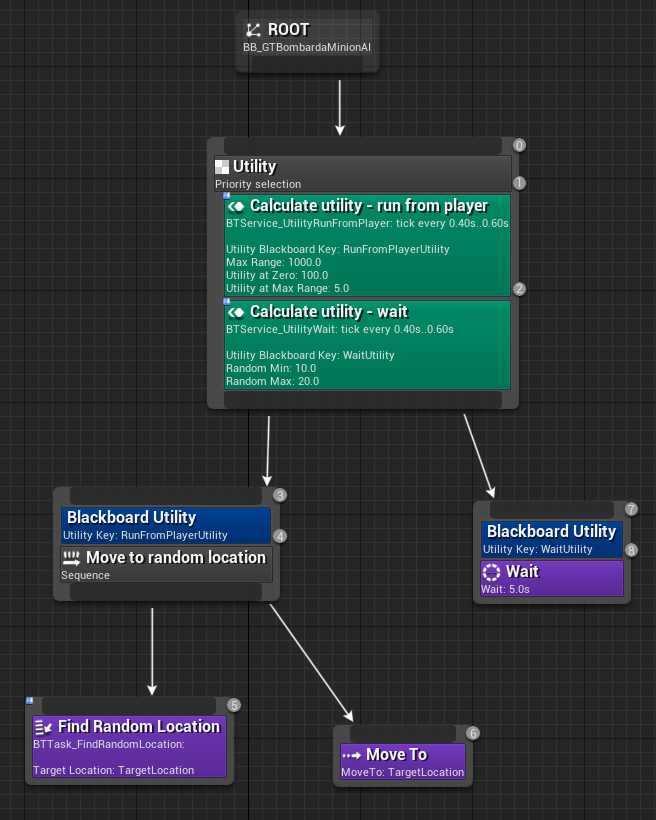 ROOT
BB_GTBombardaMinionAI
0
Utility
Priority selection
1
Calculate utility - run from player
BTService_UtilityRunFromPlayer: tick every 0.40s..0.60s
Utility Blackboard Key: RunFromPlayerUtility
Max Range: 1000.0
Utility at Zero: 100.0
Utility at Max Range: 5.0
2
Calculate utility - wait
BTService_UtilityWait: tick every 0.40s..0.60s
Utility Blackboard Key: WaitUtility
Random Min: 10.0
Random Max: 20.0
3
Blackboard Utility
Utility Key: RunFromPlayerUtility
4
Move to random location
Sequence
7
Blackboard Utility
Utility Key: WaitUtility
8
Wait
Wait: 5.0s
5
Find Random Location
BTTask_FindRandomLocation:
Target Location: TargetLocation
6
Move To
MoveTo: TargetLocation